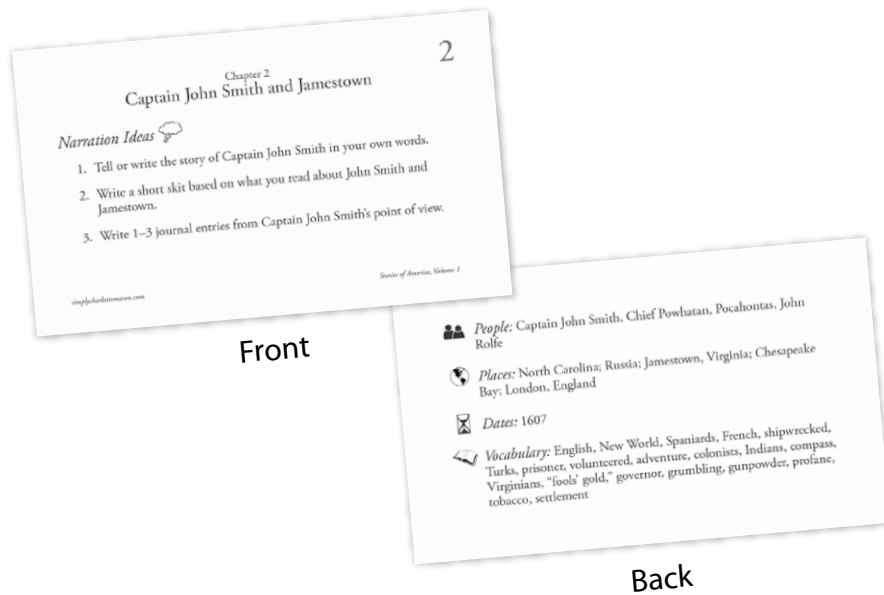 2
Chapter 2
Captain John Smith and Jamestown
Narration Ideas
1. Tell or write the story of Captain John Smith in your own words.
2. Write a short skit based on what you read about John Smith and
Jamestown.
3. Write 1–3 journal entries from Captain John Smith's point of view.
simplycharlottemason.com
Stories of America, Volume 1
Front
People: Captain John Smith, Chief Powhatan, Pocahontas, John
Rolfe
Places: North Carolina; Russia; Jamestown, Virginia; Chesapeake
Bay; London, England
Dates: 1607
Vocabulary: English, New World, Spaniards, French, shipwrecked,
Turks, prisoner, volunteered, adventure, colonists, Indians, compass,
Virginians, "fools' gold," governor, grumbling, gunpowder, profane,
tobacco, settlement
Back